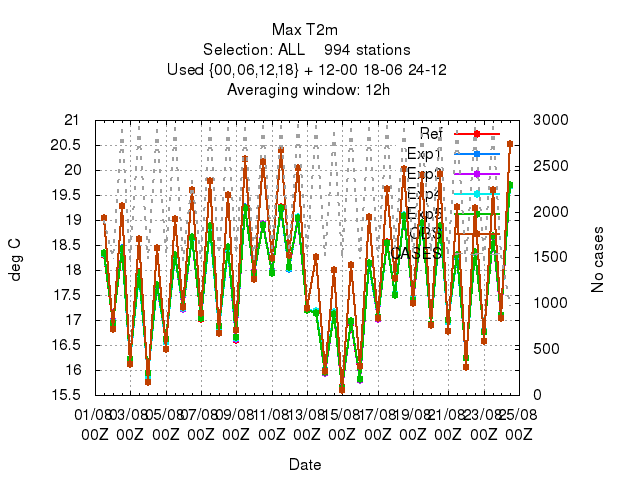 Max T2m
Selection: ALL    994 stations
Used {00,06,12,18} + 12-00 18-06 24-12
Averaging window: 12h
21
20.5
20
19.5
19
18.5
18
17.5
17
16.5
16
15.5
3000
2500
2000
1500
1000
500
0
deg C
No cases
Ref
Exp1
Exp3
Exp4
Exp5
OBS
CASES
01/08 03/08 05/08 07/08 09/08 11/08 13/08 15/08 17/08 19/08 21/08 23/08 25/08
00Z 00Z 00Z 00Z 00Z 00Z 00Z 00Z 00Z 00Z 00Z 00Z 00Z
Date